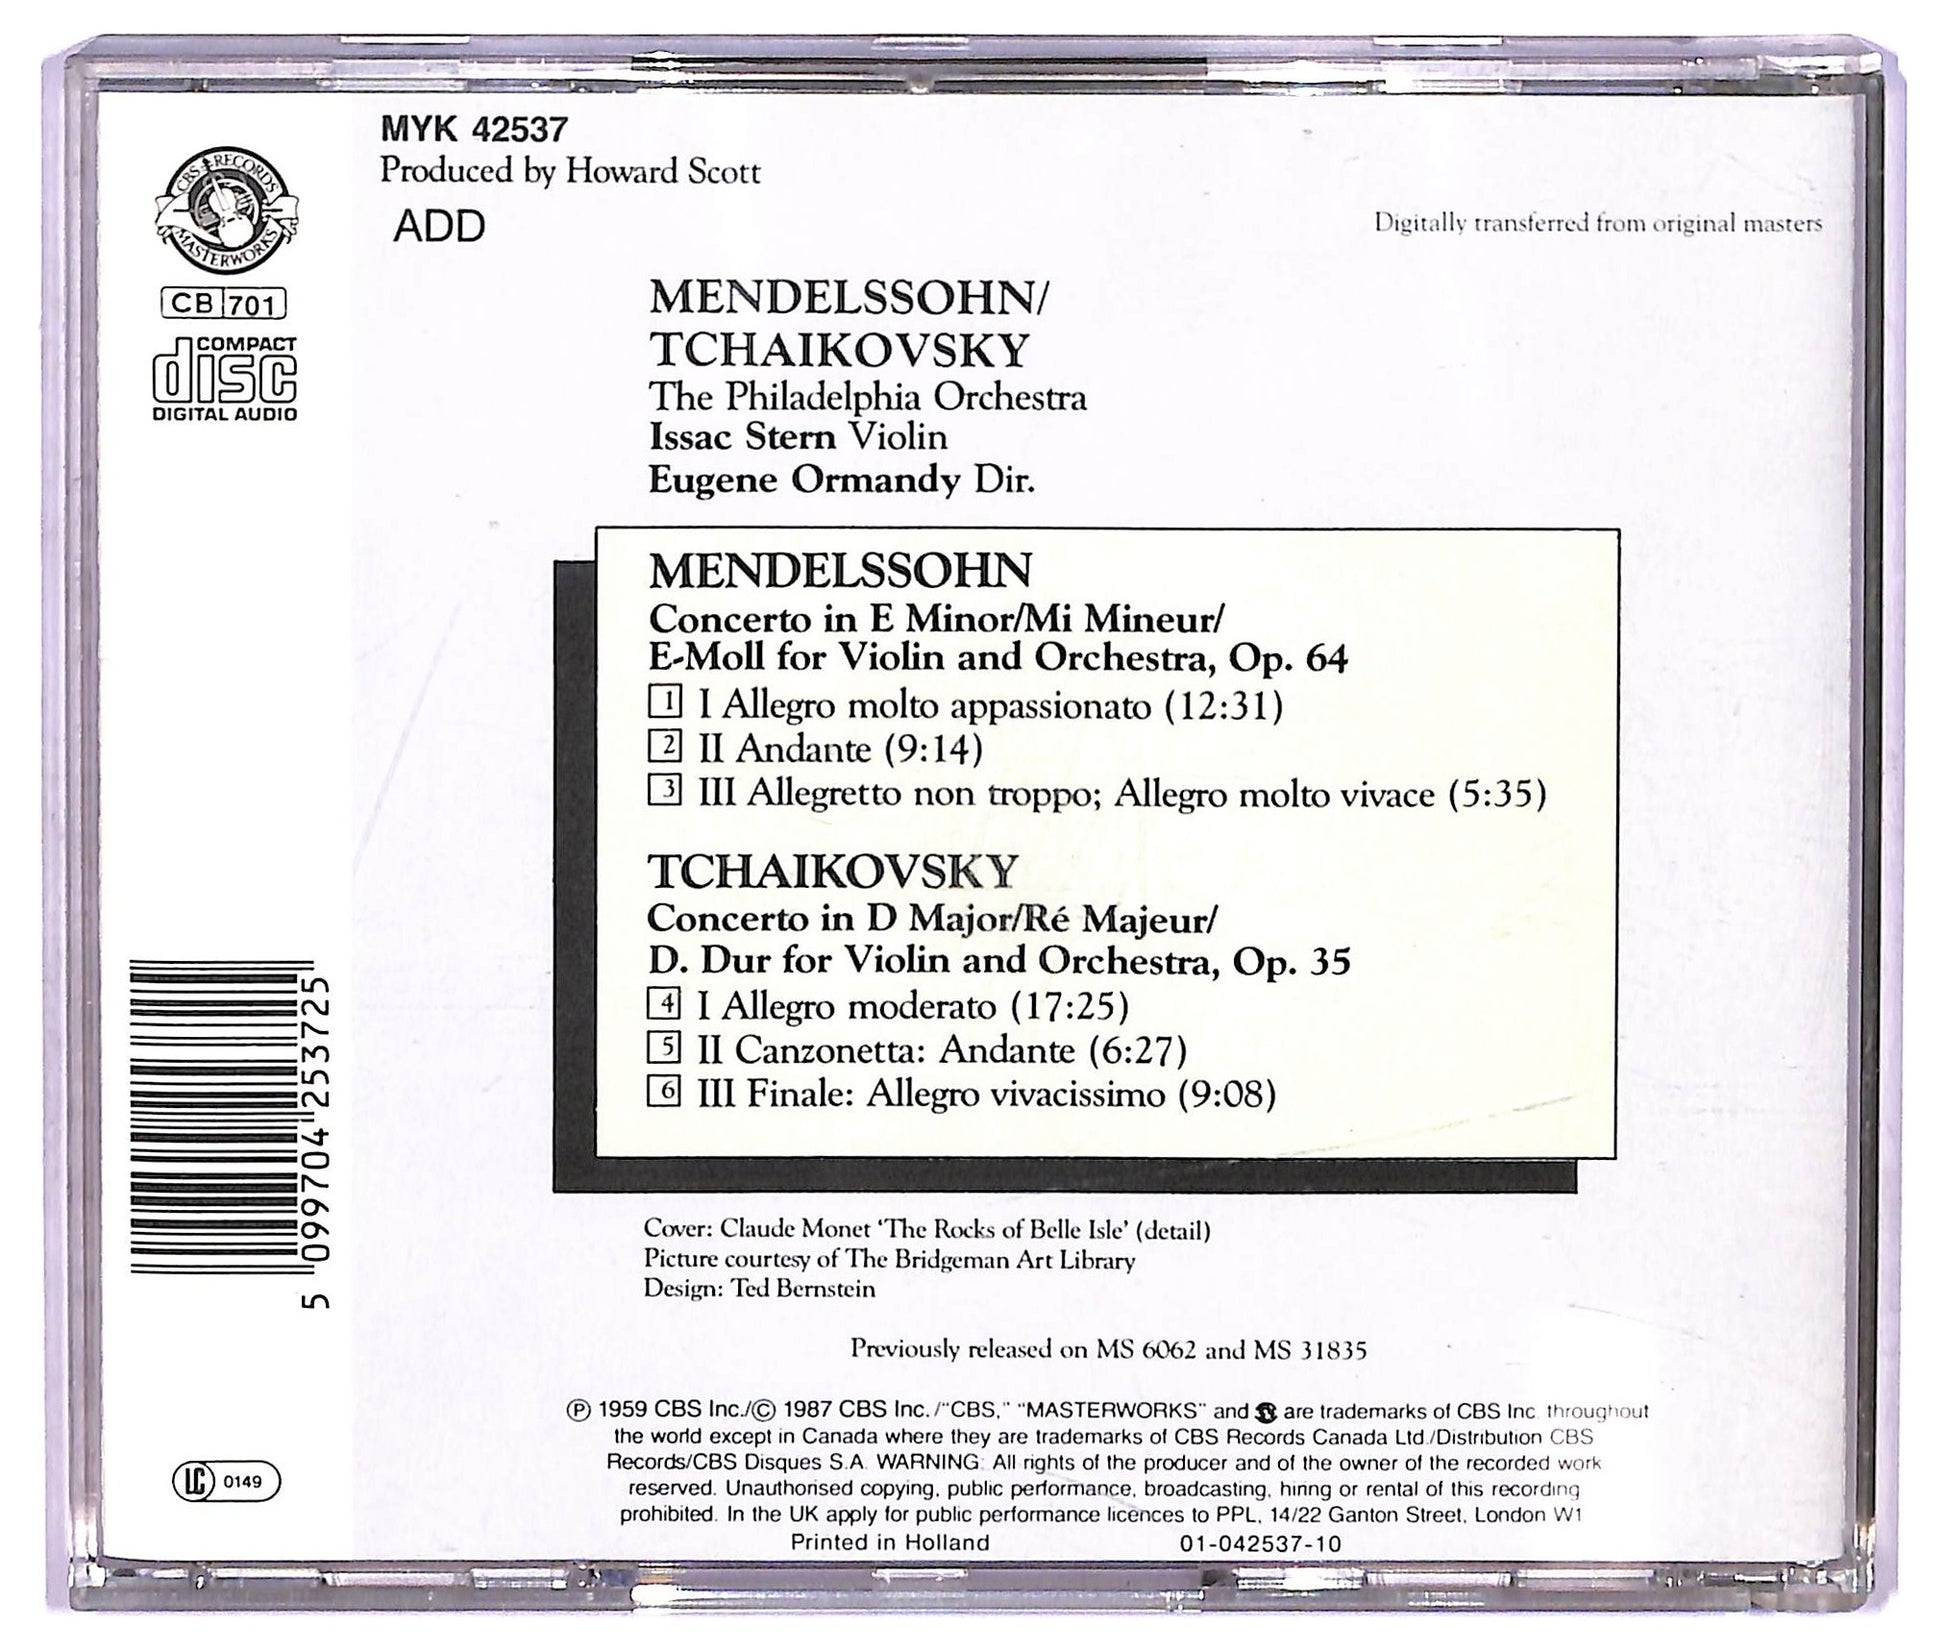 MYK 42537
Produced by Howard Scott
ADD
Digitally transferred from original masters
CBS RECORDS
MASTERWORKS
CB 701
COMPACT
disc
DIGITAL AUDIO
MENDELSSOHN/
TCHAIKOVSKY
The Philadelphia Orchestra
Issac Stern Violin
Eugene Ormandy Dir.
MENDELSSOHN
Concerto in E Minor/Mi Mineur/
E-Moll for Violin and Orchestra, Op. 64
1 I Allegro molto appassionato (12:31)
2 II Andante (9:14)
3 III Allegretto non troppo; Allegro molto vivace (5:35)
TCHAIKOVSKY
Concerto in D Major/Ré Majeur/
D. Dur for Violin and Orchestra, Op. 35
4 I Allegro moderato (17:25)
5 II Canzonetta: Andante (6:27)
6 III Finale: Allegro vivacissimo (9:08)
5 099704 253725
Cover: Claude Monet 'The Rocks of Belle Isle' (detail)
Picture courtesy of The Bridgeman Art Library
Design: Ted Bernstein
Previously released on MS 6062 and MS 31835
℗ 1959 CBS Inc./© 1987 CBS Inc./"CBS," "MASTERWORKS" and are trademarks of CBS Inc. throughout
the world except in Canada where they are trademarks of CBS Records Canada Ltd./Distribution CBS
Records/CBS Disques S.A. WARNING: All rights of the producer and of the owner of the recorded work
reserved. Unauthorised copying, public performance, broadcasting, hiring or rental of this recording
prohibited. In the UK apply for public performance licences to PPL, 14/22 Ganton Street, London W1
Printed in Holland 01-042537-10
LC 0149